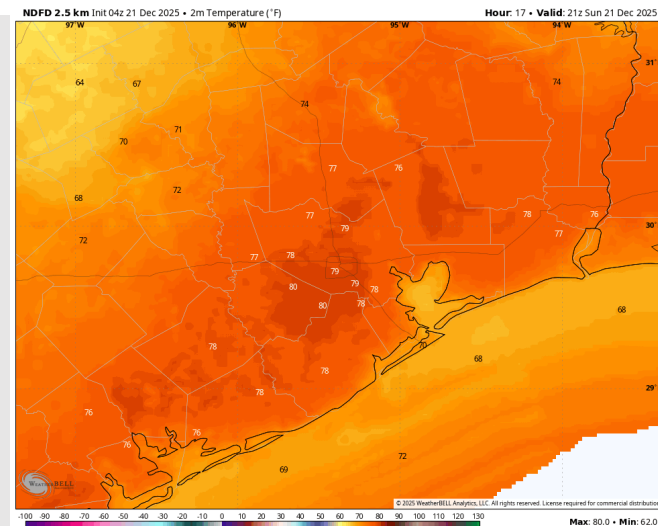 NDFD 2.5 km Init 04z 21 Dec 2025 • 2m Temperature (°F)
Hour: 17 • Valid: 21z Sun 21 Dec 2025
97°W 96°W 95°W 94°W
31°
64 67 74
74
71
70
77 76
72
68
77 78 76
30°
79 77
72
77 78
79
80 79 78
80 78
68
70
78 68
78
29°
78
76
76
76
72
69
WeatherBELL
© 2025 WeatherBELL Analytics, LLC. All rights reserved. License required for commercial distribution
-100 -90 -80 -70 -60 -50 -40 -30 -20 -10 0 10 20 30 40 50 60 70 80 90 100 110 120 130
Max: 80.0 • Min: 62.0